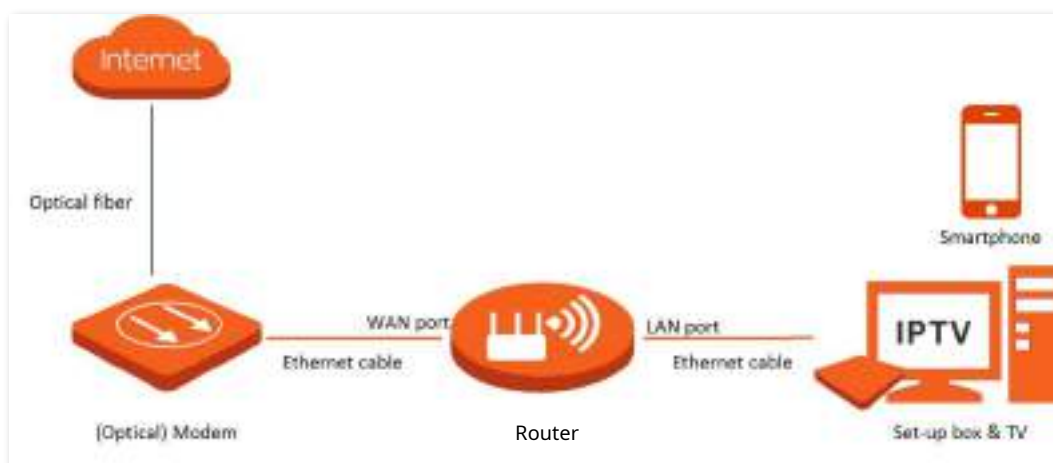 Internet
Optical fiber
Smartphone
WAN port
LAN port
IPTV
Ethernet cable
Ethernet cable
(Optical) Modem
Router
Set-up box & TV